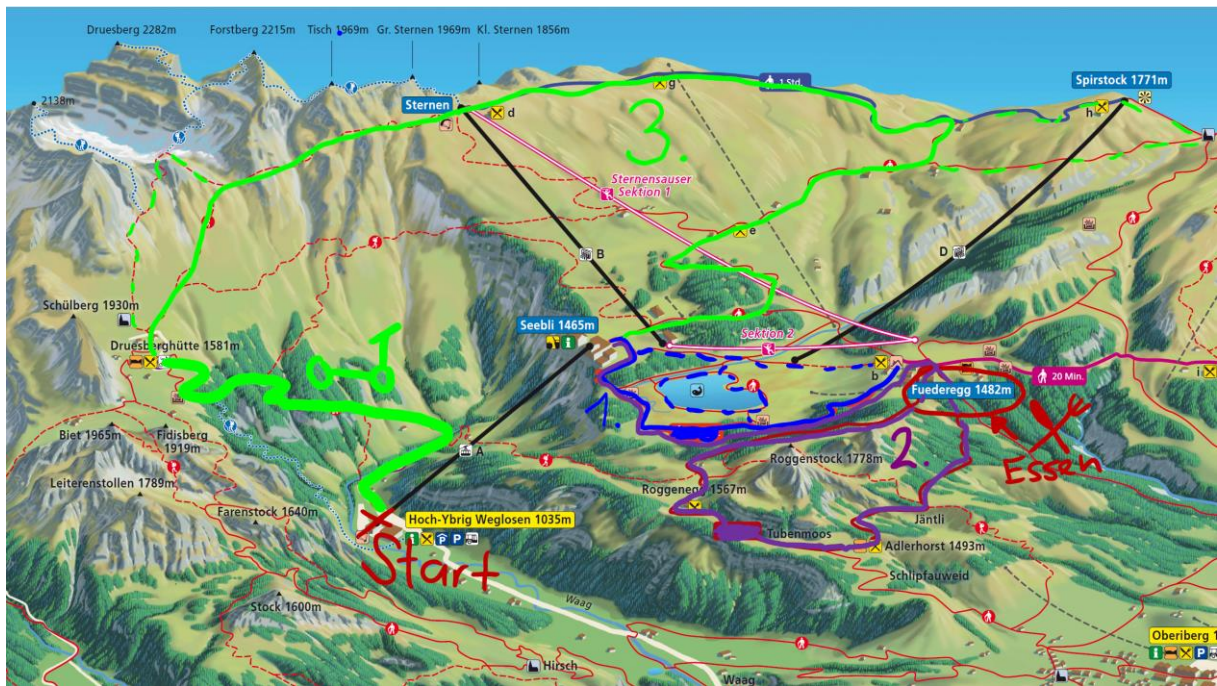 Druesberg 2282m
Forstberg 2215m
Tisch 1969m
Gr. Sternen 1969m
Kl. Sternen 1856m
2138m
Sternen
d
g
1 Std.
Spirstock 1771m
h
3.
Sternensauser
Sektion 1
e
B
D
Schülberg 1930m
Seebli 1465m
i
Sektion 2
Druesberghütte 1581m
b
20 Min.
i
Fuederegg 1482m
1.
2.
Essen
Biet 1965m
Fidisberg
1919m
A
Roggenstock 1778m
Leiterenstollen 1789m
Roggenegg 1567m
Farenstock 1640m
Hoch-Ybrig Weglosen 1035m
i P P
Start
Tubenmoos
Jäntli
Adlerhorst 1493m
Schlipfauweid
Stock 1600m
Waag
Oberiberg 1
i P
Hirsch
Waag